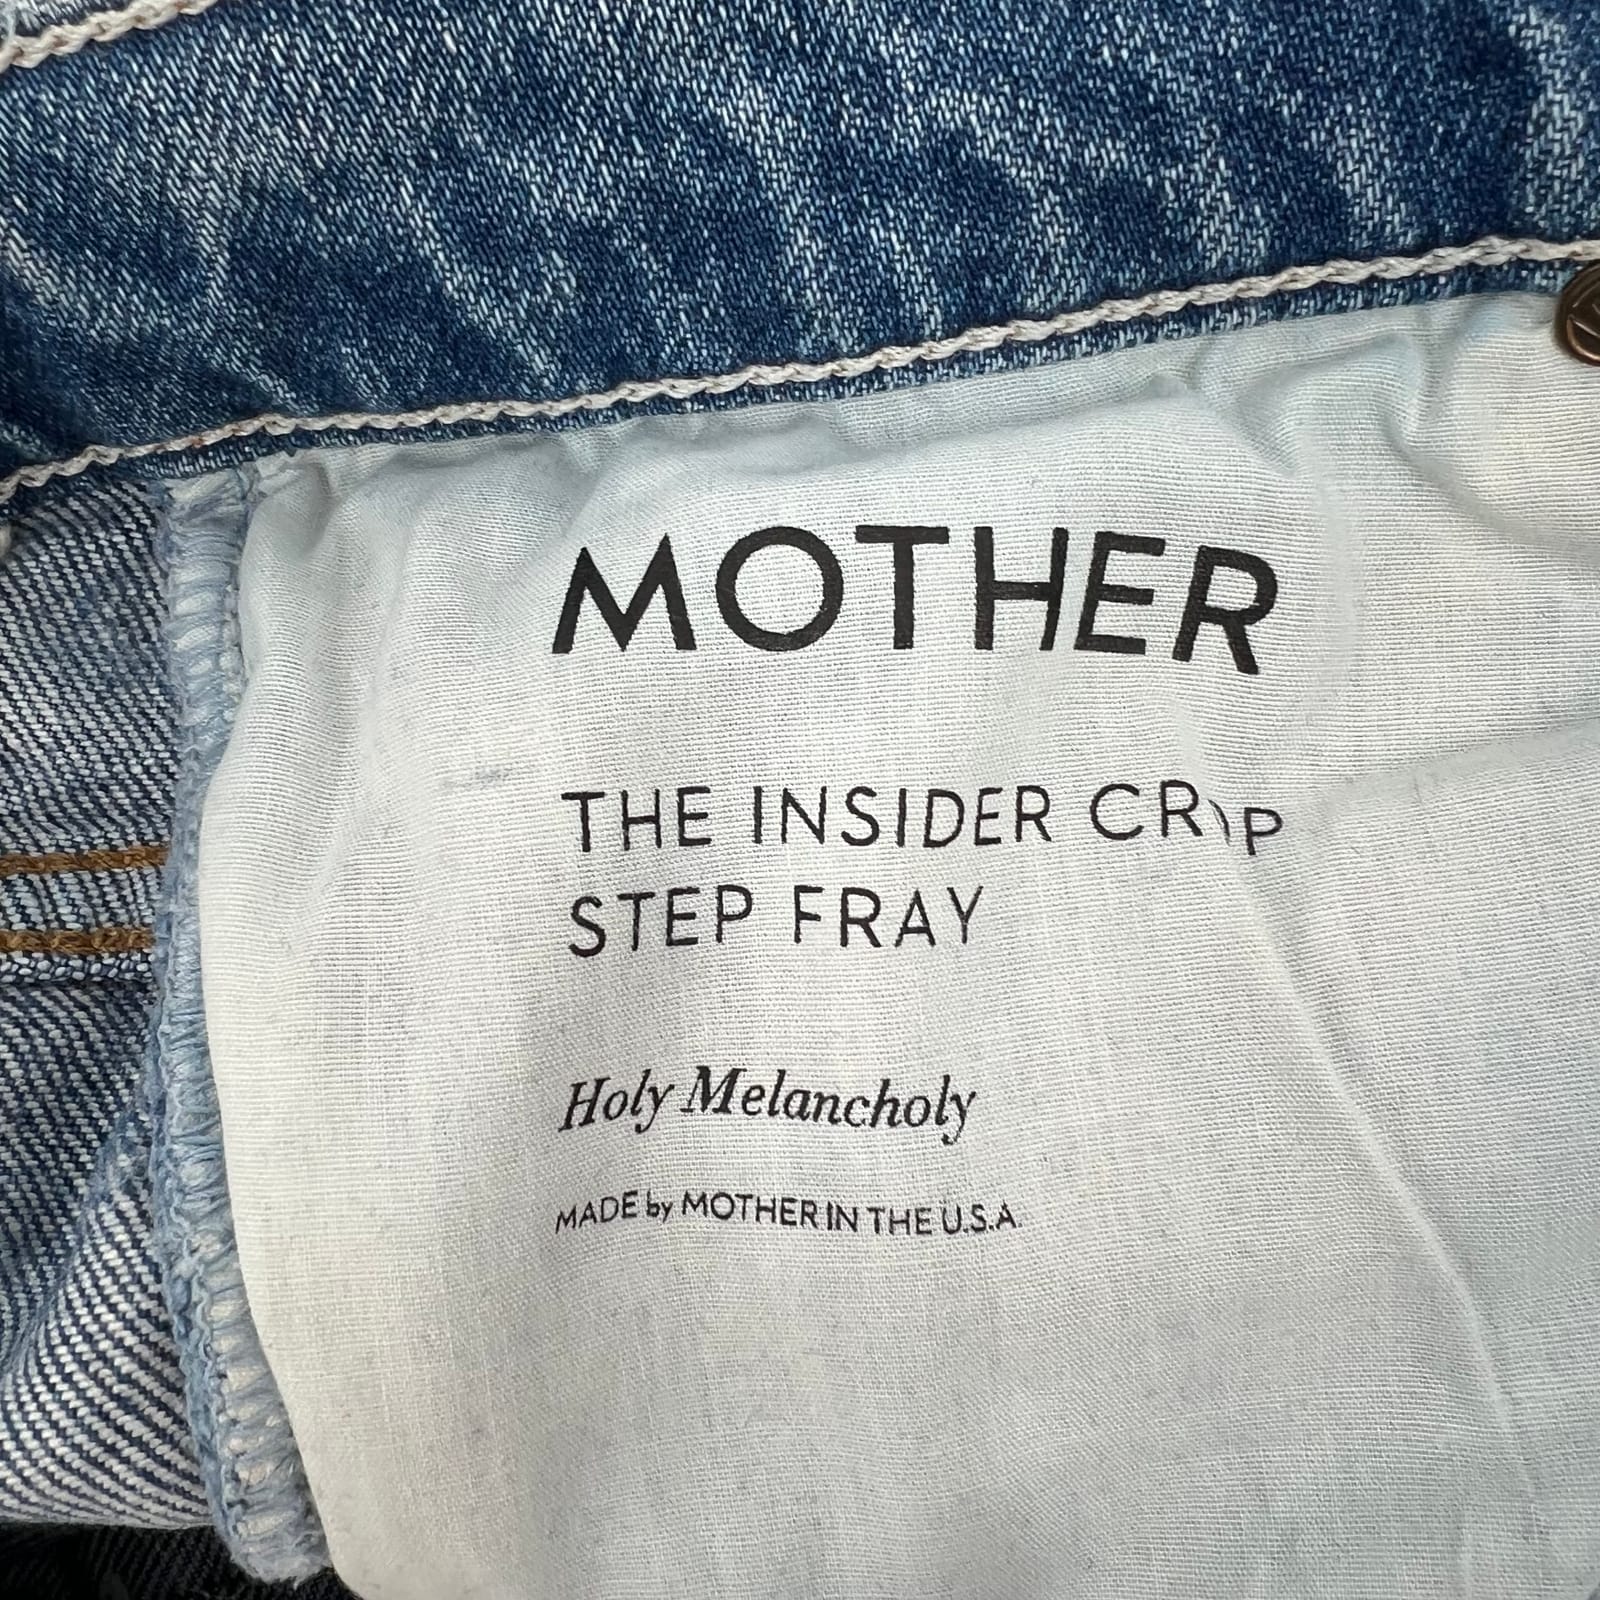 MOTHER
THE INSIDER CROP
STEP FRAY
Holy Melancholy
MADE by MOTHER IN THE U.S.A.